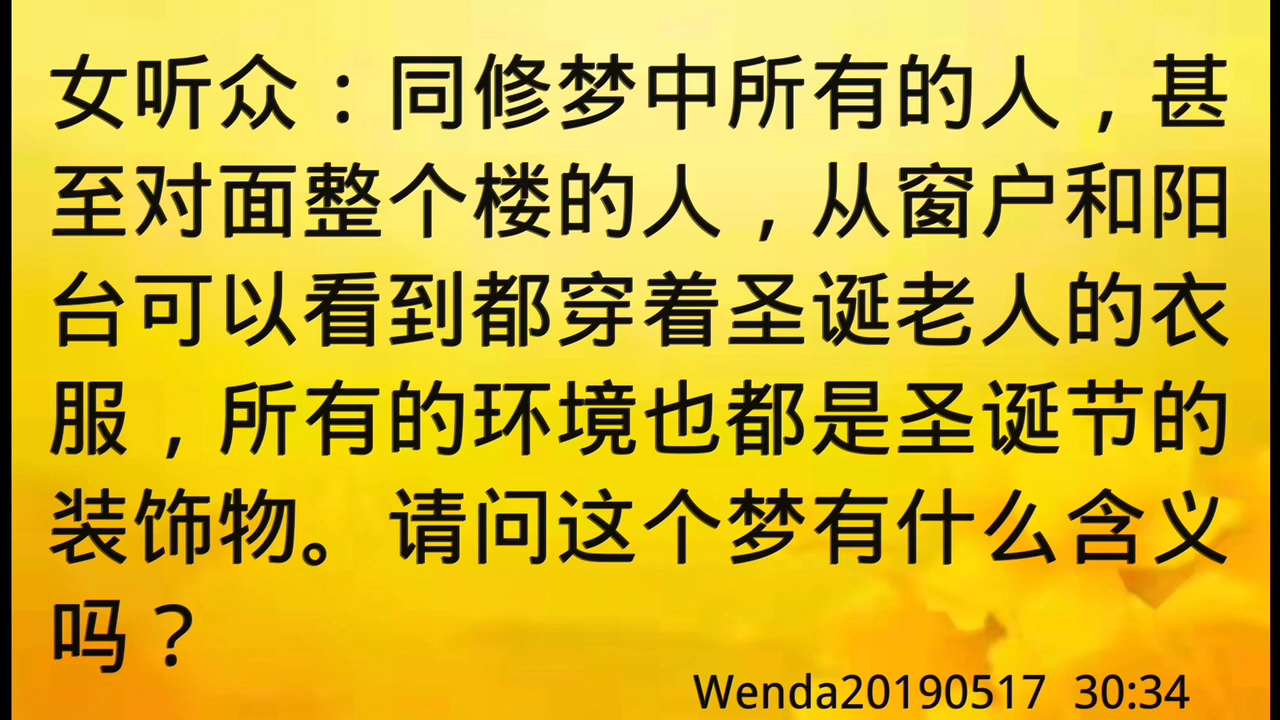 女听众：同修梦中所有的人，甚
至对面整个楼的人，从窗户和阳
台可以看到都穿着圣诞老人的衣
服，所有的环境也都是圣诞节的
装饰物。请问这个梦有什么含义
吗？
Wenda20190517 30:34